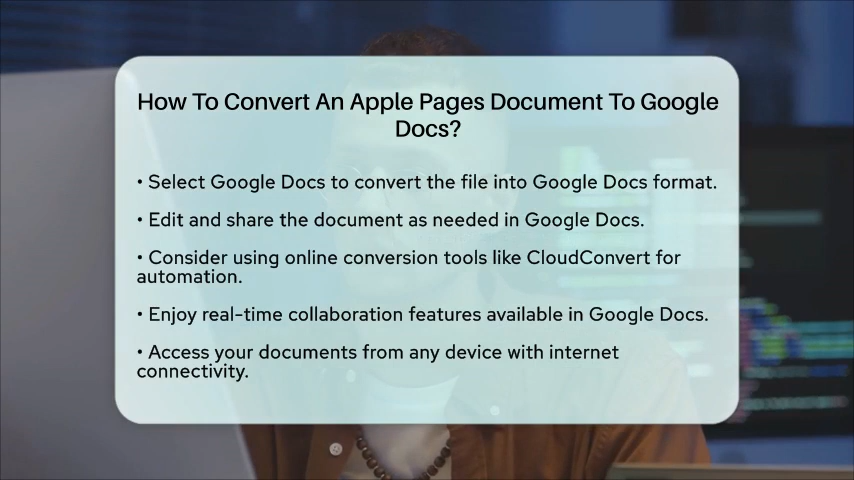 How To Convert An Apple Pages Document To Google
Docs?
• Select Google Docs to convert the file into Google Docs format.
• Edit and share the document as needed in Google Docs.
• Consider using online conversion tools like CloudConvert for
automation.
• Enjoy real-time collaboration features available in Google Docs.
• Access your documents from any device with internet
connectivity.